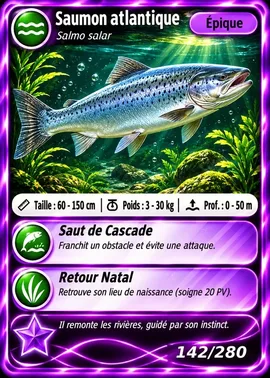 Saumon atlantique
Épique
Salmo salar
Taille : 60 - 150 cm | Poids : 3 - 30 kg | Prof. : 0 - 50 m
Saut de Cascade
Franchit un obstacle et évite une attaque.
Retour Natal
Retrouve son lieu de naissance (soigne 20 PV).
Il remonte les rivières, guidé par son instinct.
142/280